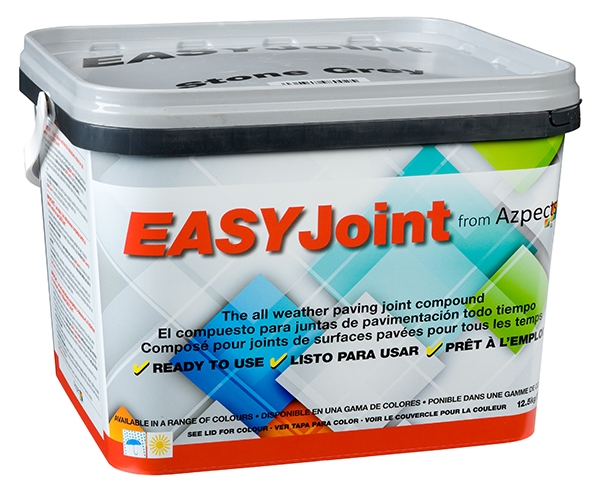 EASYJoint
Stone Grey
EASYJoint from Azpects
The all weather paving joint compound
El compuesto para juntas de pavimentación todo tiempo
Composé pour joints de surfaces pavées pour tous les temps
READY TO USE LISTO PARA USAR PRÊT À L'EMPLOI
AVAILABLE IN A RANGE OF COLOURS • DISPONIBLE EN UNA GAMA DE COLORES • PONIBLE DANS UNE GAMME DE
SEE LID FOR COLOUR • VER TAPA PARA COLOR • VOIR LE COUVERCLE POUR LA COULEUR 12.5kg